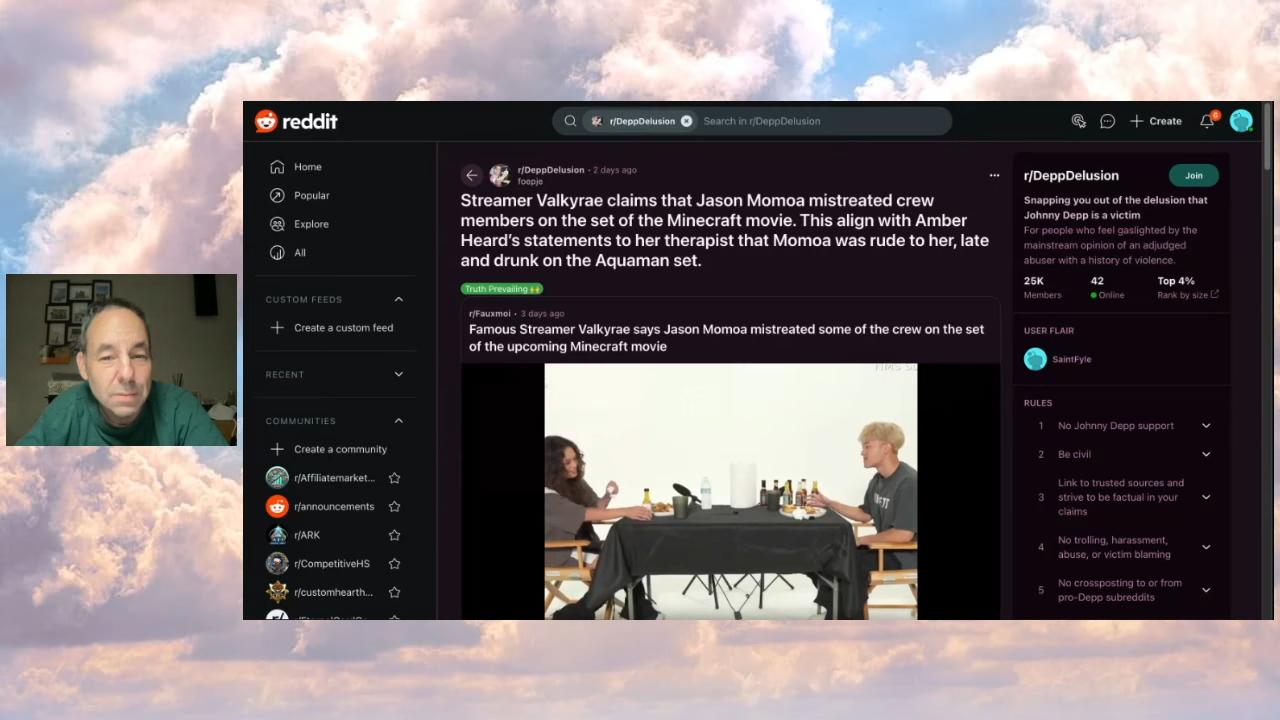 reddit
r/DeppDelusion
Search in r/DeppDelusion
Create
6
Home
Popular
Explore
All
CUSTOM FEEDS
Create a custom feed
RECENT
COMMUNITIES
Create a community
r/Affiliatemarket...
r/announcements
r/ARK
r/CompetitiveHS
r/customhearth...
r/DeppDelusion • 2 days ago
foepje
Streamer Valkyrae claims that Jason Momoa mistreated crew
members on the set of the Minecraft movie. This align with Amber
Heard's statements to her therapist that Momoa was rude to her, late
and drunk on the Aquaman set.
Truth Prevailing 🙌
r/Fauxmoi • 3 days ago
Famous Streamer Valkyrae says Jason Momoa mistreated some of the crew on the set
of the upcoming Minecraft movie
r/DeppDelusion
Join
Snapping you out of the delusion that
Johnny Depp is a victim
For people who feel gaslighted by the
mainstream opinion of an adjudged
abuser with a history of violence.
25K 42 Top 4%
Members Online Rank by size
USER FLAIR
SaintFyle
RULES
1 No Johnny Depp support
2 Be civil
3 Link to trusted sources and
strive to be factual in your
claims
4 No trolling, harassment,
abuse, or victim blaming
5 No crossposting to or from
pro-Depp subreddits